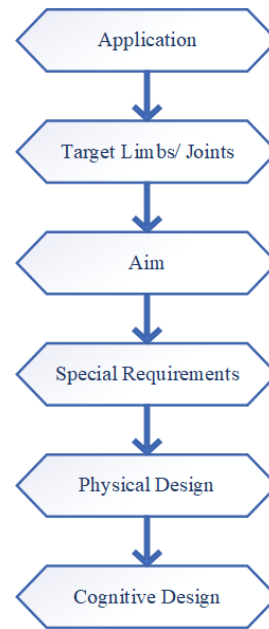 Application
Target Limbs/ Joints
Aim
Special Requirements
Physical Design
Cognitive Design